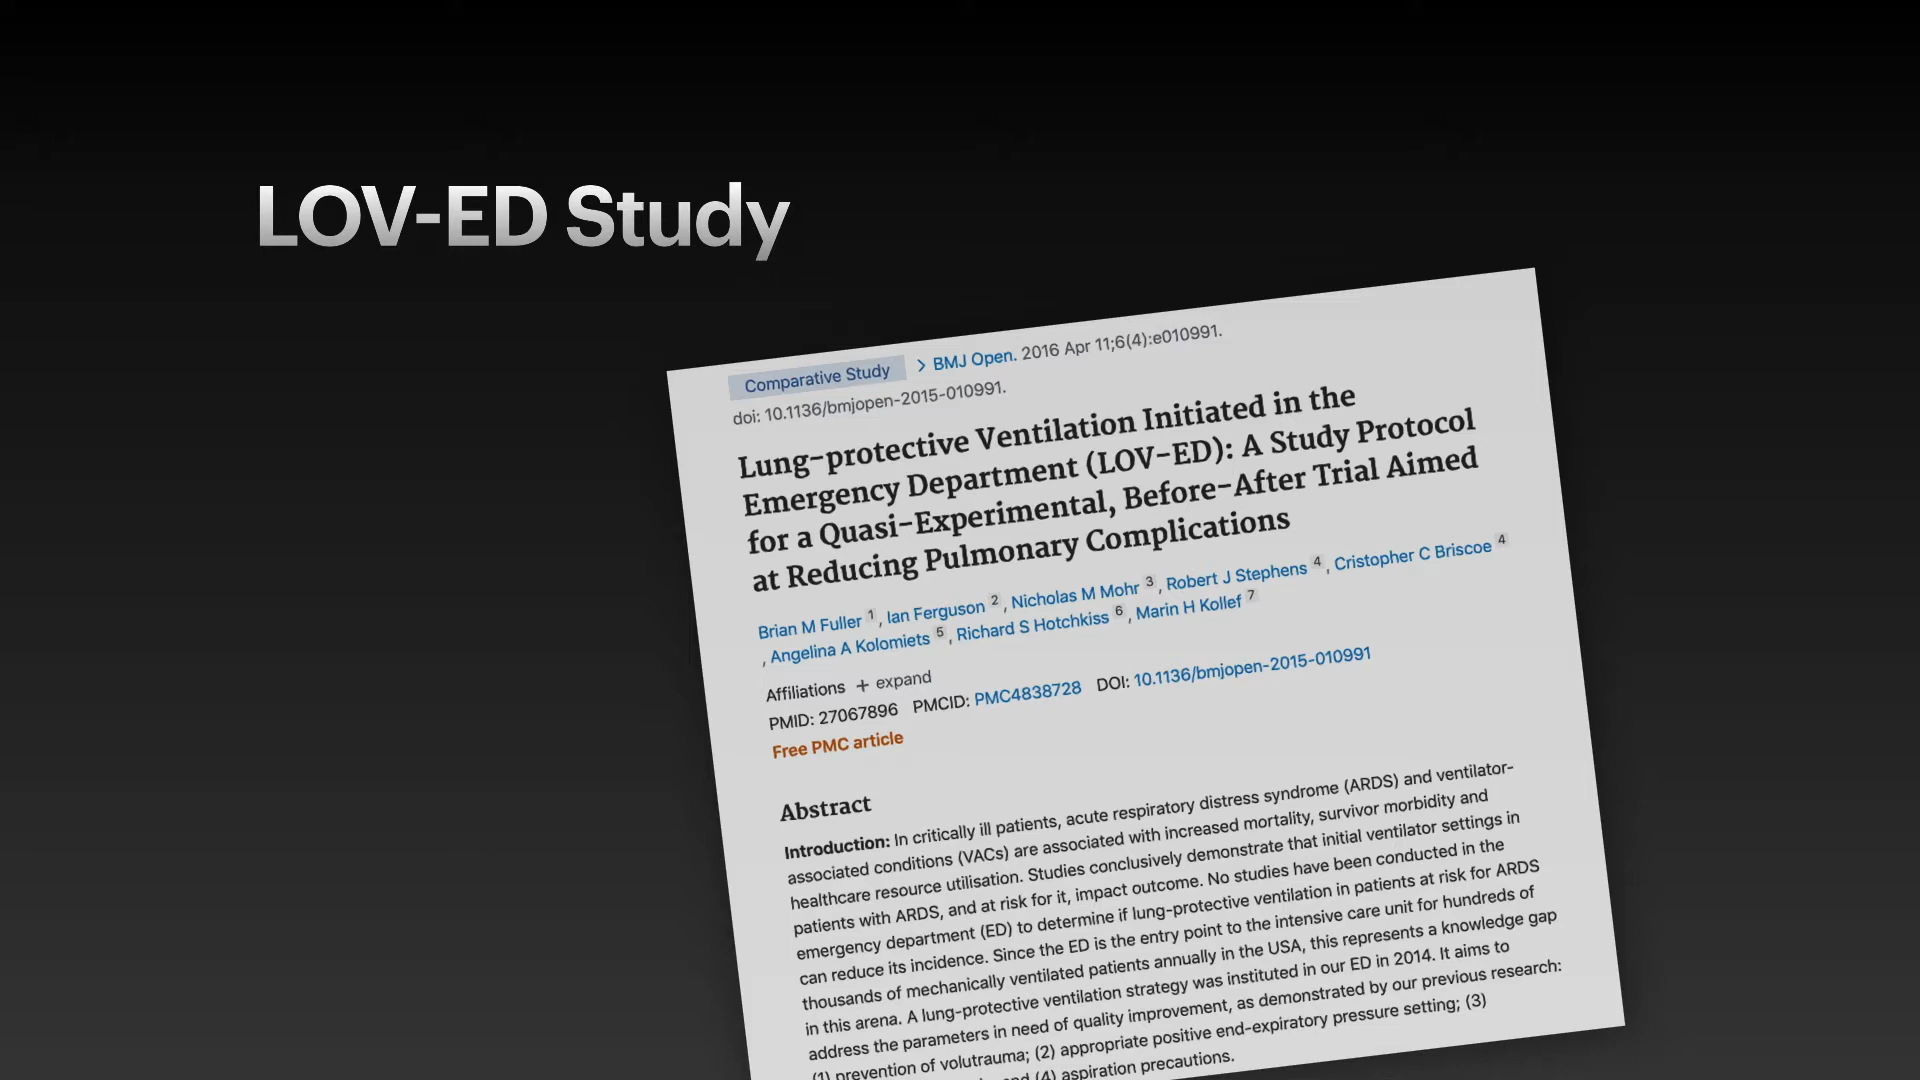 LOV-ED Study
Comparative Study > BMJ Open. 2016 Apr 11;6(4):e010991.
doi: 10.1136/bmjopen-2015-010991.
Lung-protective Ventilation Initiated in the
Emergency Department (LOV-ED): A Study Protocol
for a Quasi-Experimental, Before-After Trial Aimed
at Reducing Pulmonary Complications
Brian M Fuller 1, Ian Ferguson 2, Nicholas M Mohr 3, Robert J Stephens 4, Cristopher C Briscoe 4
, Angelina A Kolomiets 5, Richard S Hotchkiss 6, Marin H Kollef 7
Affiliations + expand
PMID: 27067896 PMCID: PMC4838728 DOI: 10.1136/bmjopen-2015-010991
Free PMC article
Abstract
Introduction: In critically ill patients, acute respiratory distress syndrome (ARDS) and ventilator-
associated conditions (VACs) are associated with increased mortality, survivor morbidity and
healthcare resource utilisation. Studies conclusively demonstrate that initial ventilator settings in
patients with ARDS, and at risk for it, impact outcome. No studies have been conducted in the
emergency department (ED) to determine if lung-protective ventilation in patients at risk for ARDS
can reduce its incidence. Since the ED is the entry point to the intensive care unit for hundreds of
thousands of mechanically ventilated patients annually in the USA, this represents a knowledge gap
in this arena. A lung-protective ventilation strategy was instituted in our ED in 2014. It aims to
address the parameters in need of quality improvement, as demonstrated by our previous research:
(1) prevention of volutrauma; (2) appropriate positive end-expiratory pressure setting; (3)
and (4) aspiration precautions.